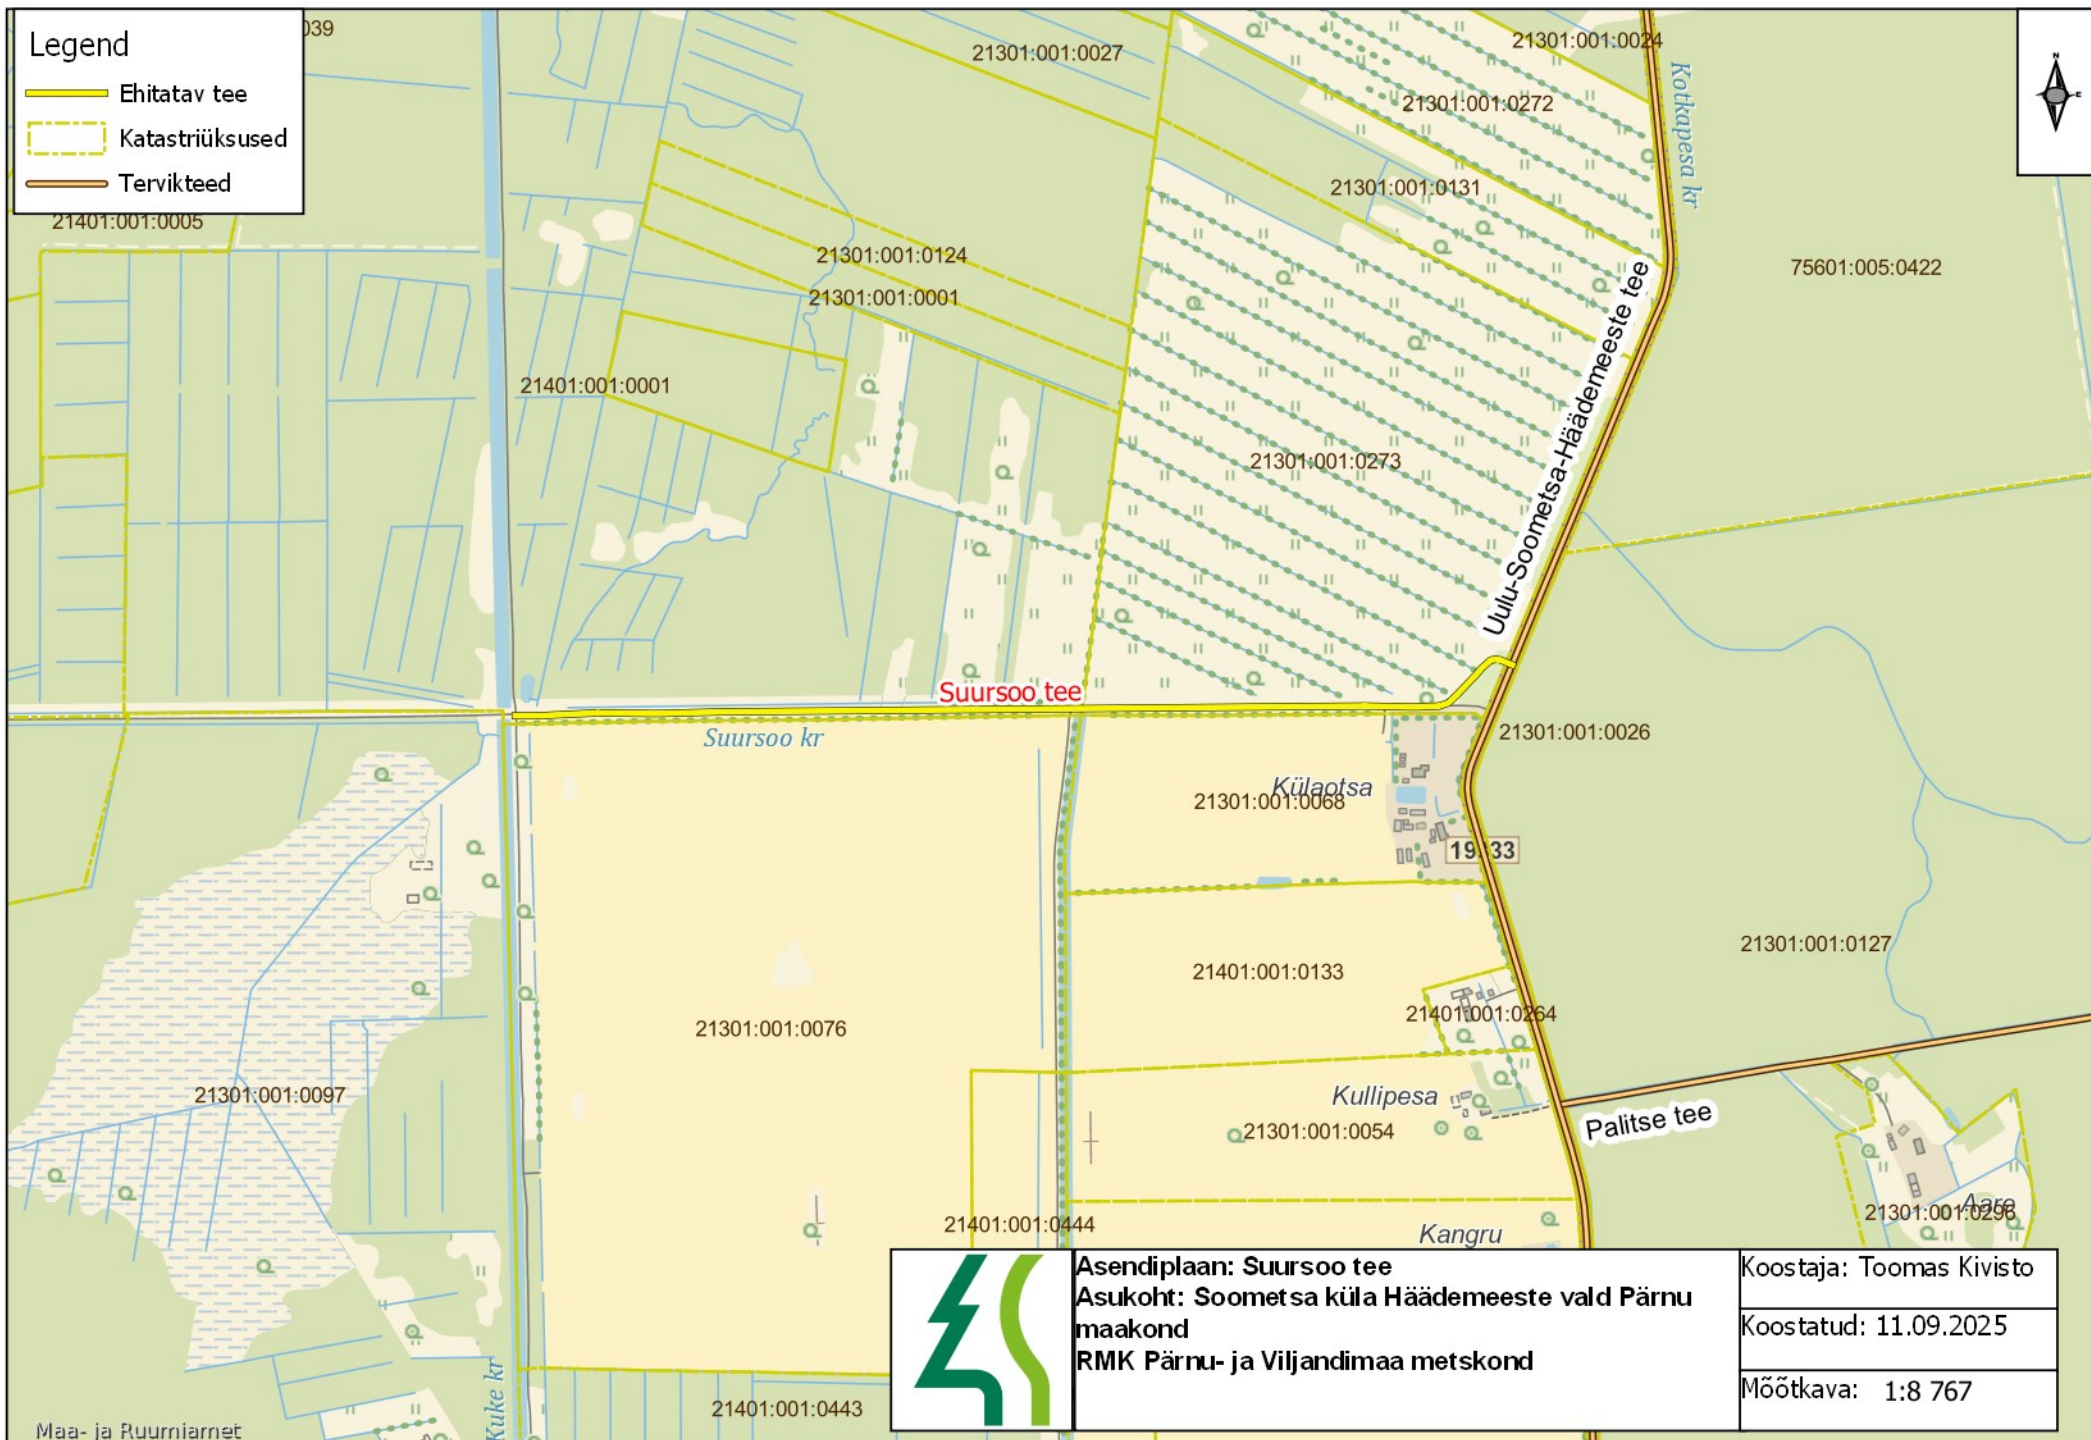 Legend
Ehitatav tee
Katastriüksused
Tervikteed
039
21301:001:0027
21301:001:0024
Kotkapesa kr
N
E
21301:001:0272
21301:001:0131
21401:001:0005
21301:001:0124
21301:001:0001
75601:005:0422
21401:001:0001
21301:001:0273
Uulu-Soometsa-Häädemeeste tee
Suursoo tee
Suursoo kr
21301:001:0026
Külaotsa
21301:001:0068
21301:001:0127
21401:001:0133
21401:001:0264
21301:001:0076
21301:001:0097
Kullipesa
21301:001:0054
Palitse tee
21401:001:0444
Kangru
Aare
21301:001:0296
Kuke kr
21401:001:0443
Maa- ja Ruumiamet
Asendiplaan: Suursoo tee
Asukoht: Soometsa küla Häädemeeste vald Pärnu
maakond
RMK Pärnu- ja Viljandimaa metskond
Koostaja: Toomas Kivisto
Koostatud: 11.09.2025
Mõõtkava: 1:8 767